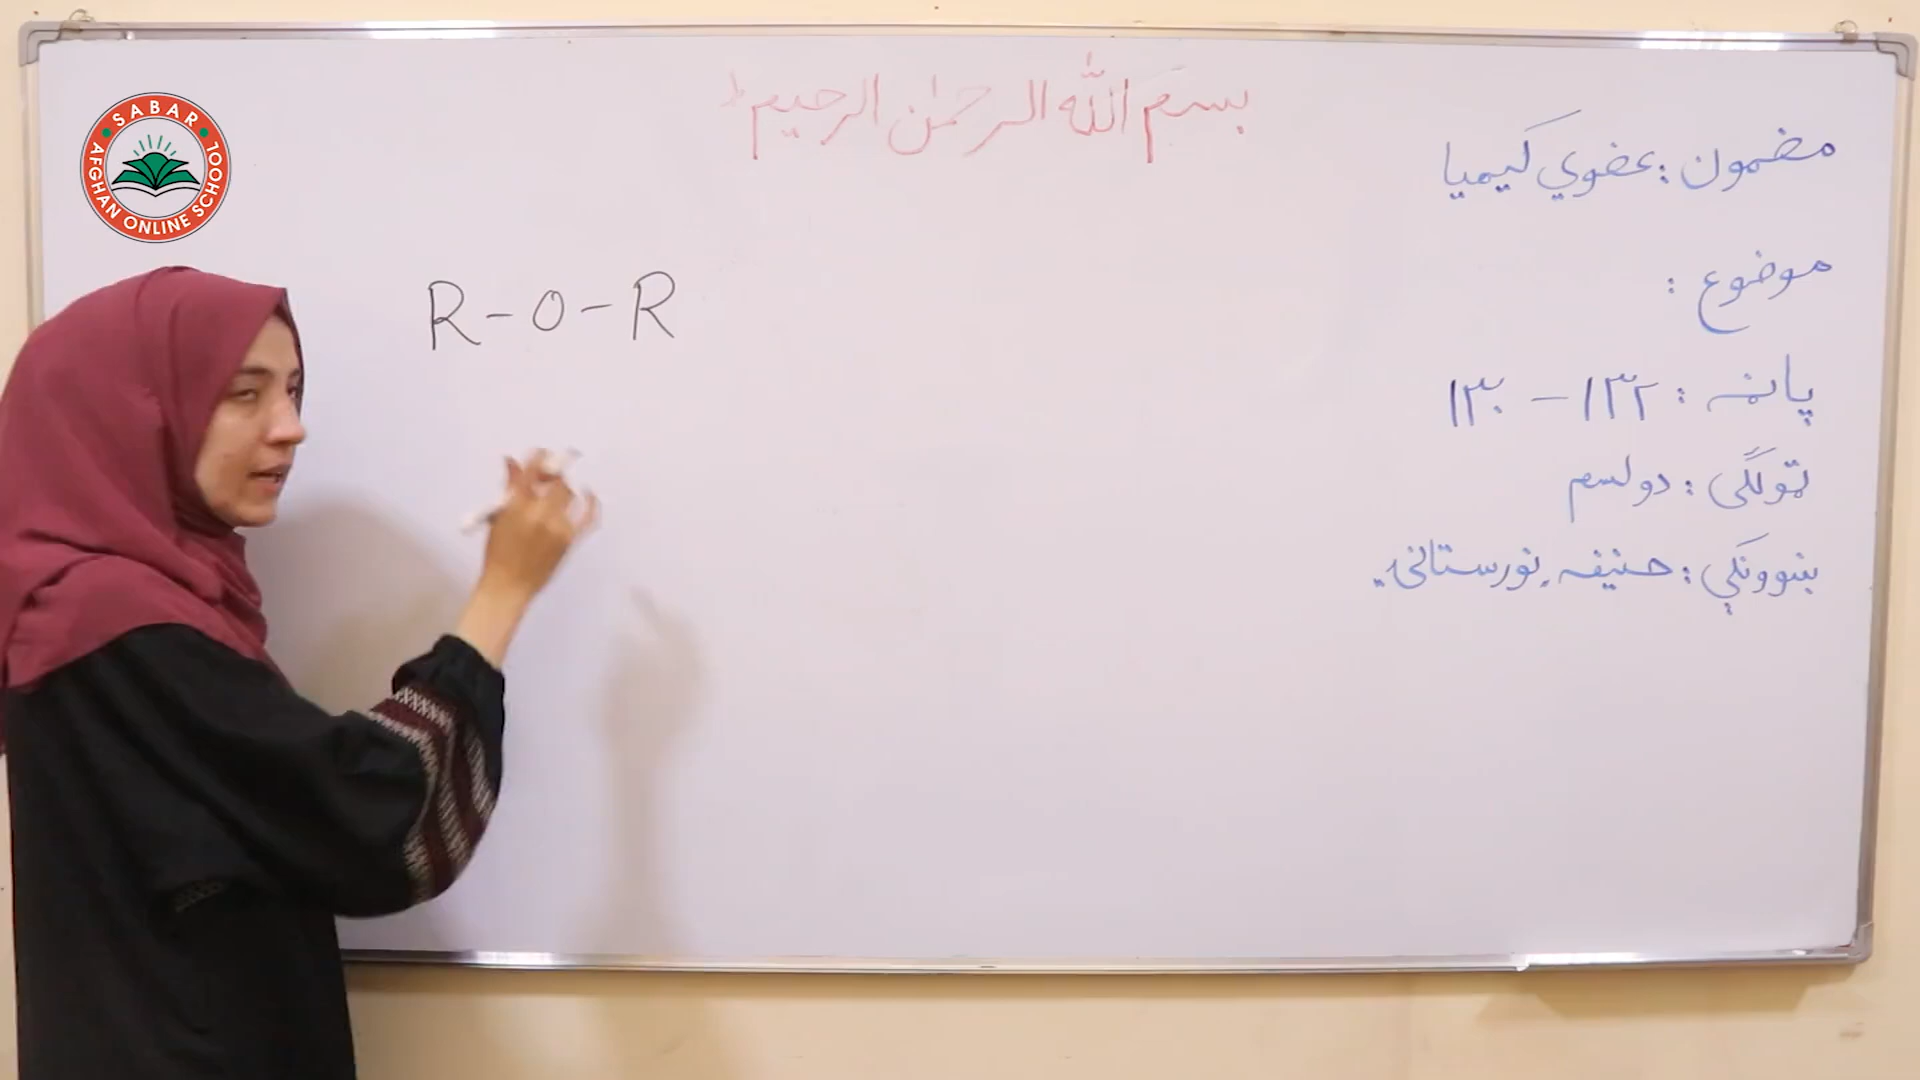 بسم الله الرحمٰن الرحیم
SABAR
AFGHAN ONLINE SCHOOL
مضمون : عضوي کیمیا
موضوع :
پاڼه : ۱۳۲ – ۱۳۰
ټولګی : دولسم
ښوونکې : حنیفه نورستانۍ
R-O-R